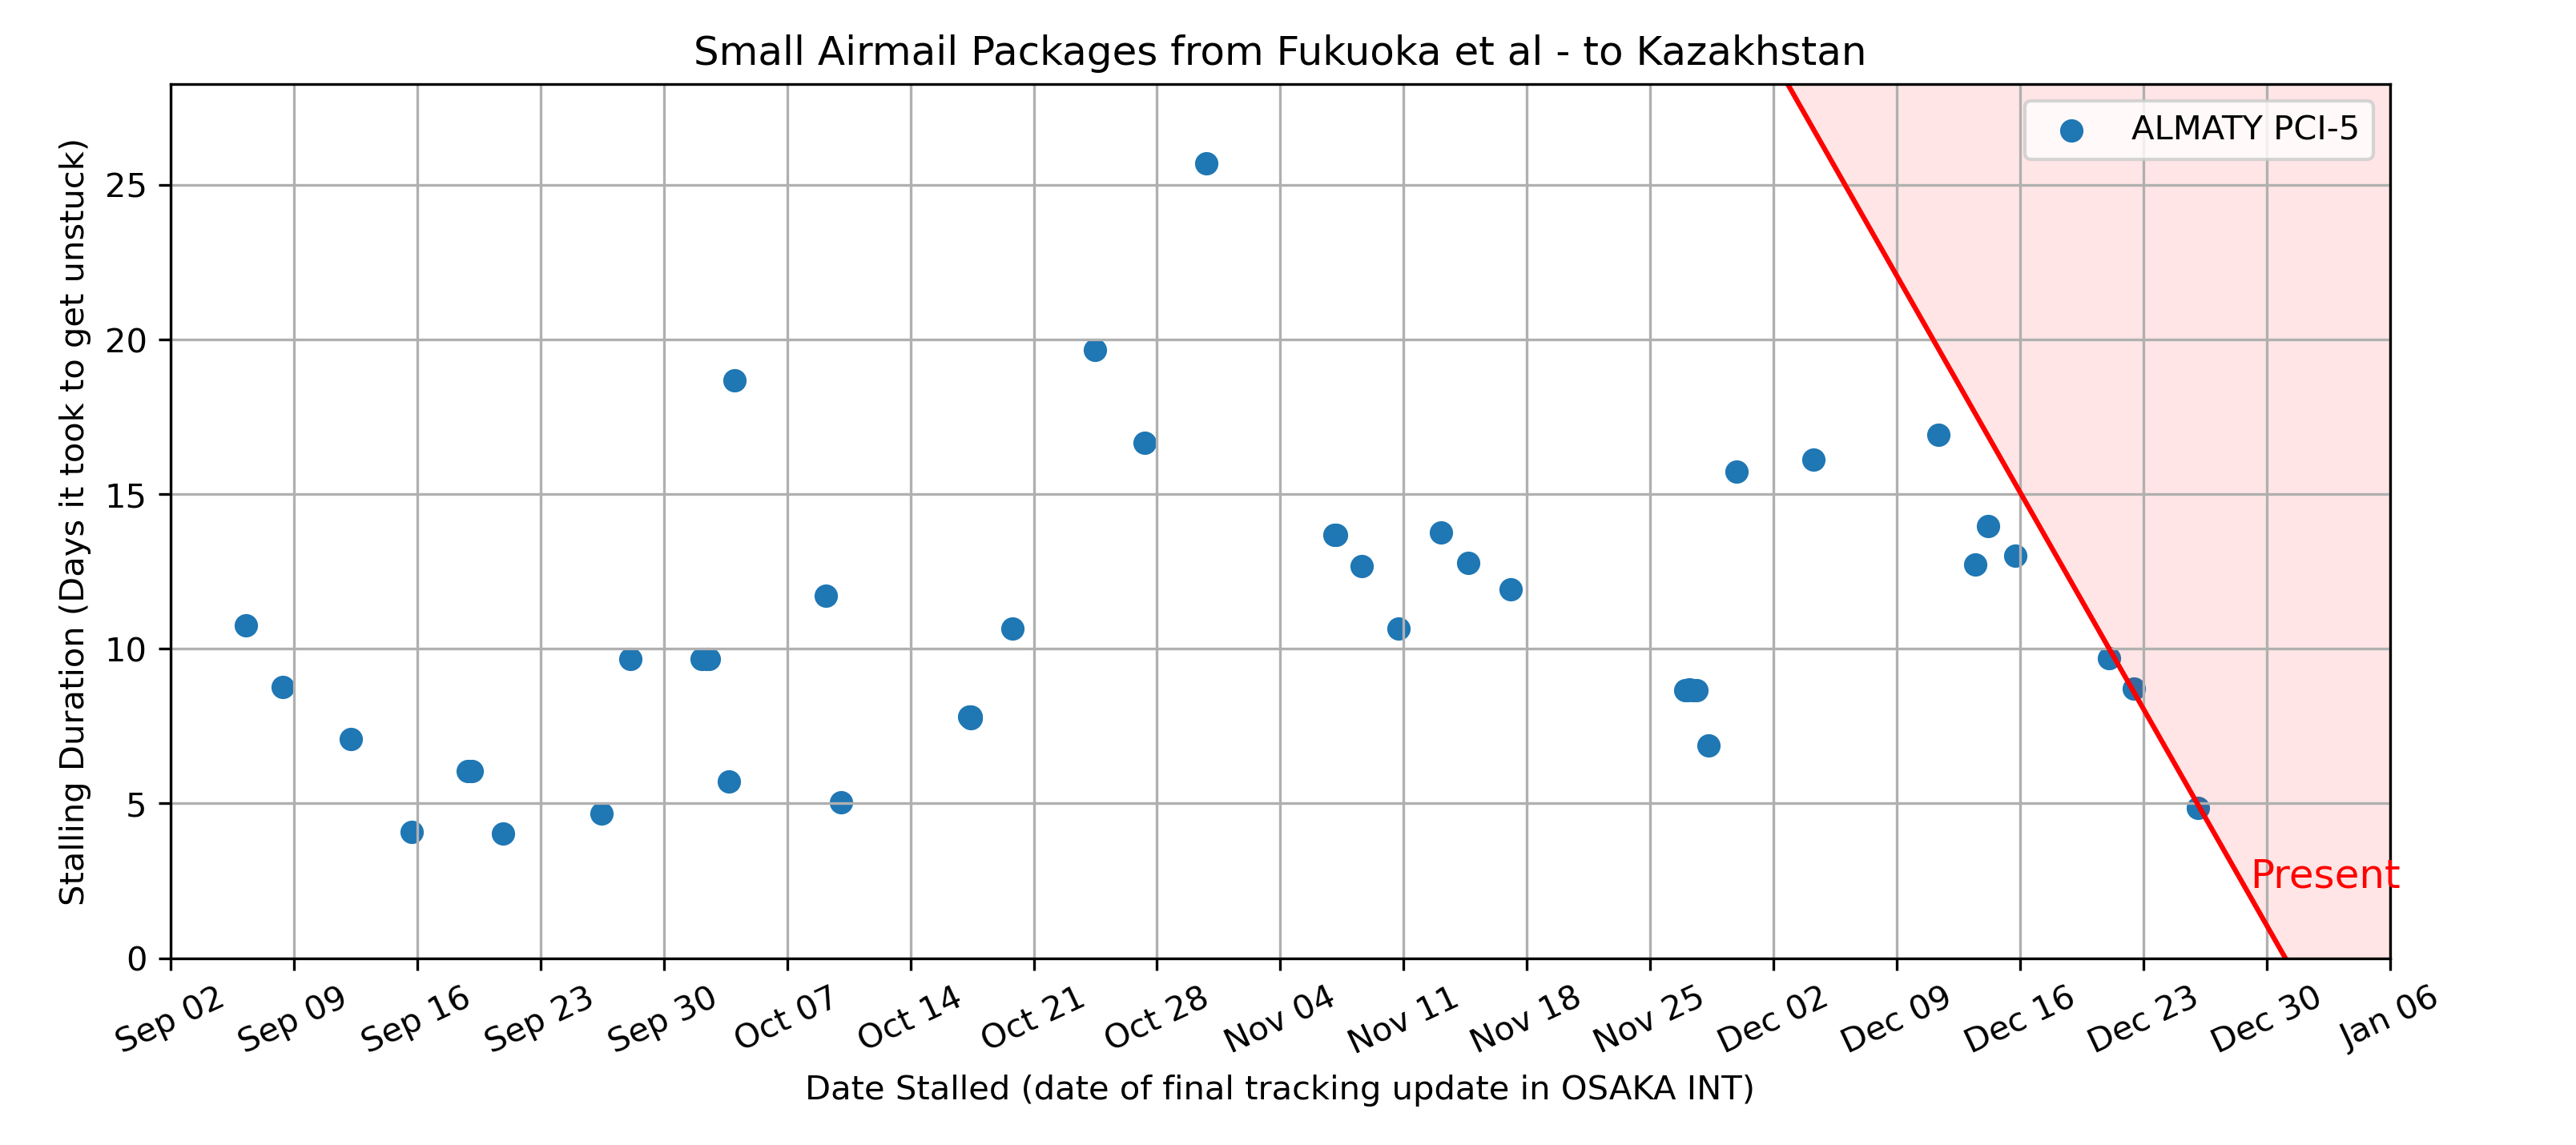 Small Airmail Packages from Fukuoka et al - to Kazakhstan
ALMATY PCI-5
Stalling Duration (Days it took to get unstuck)
25
20
15
10
5
0
Present
Sep 02
Sep 09
Sep 16
Sep 23
Sep 30
Oct 07
Oct 14
Oct 21
Oct 28
Nov 04
Nov 11
Nov 18
Nov 25
Dec 02
Dec 09
Dec 16
Dec 23
Dec 30
Jan 06
Date Stalled (date of final tracking update in OSAKA INT)